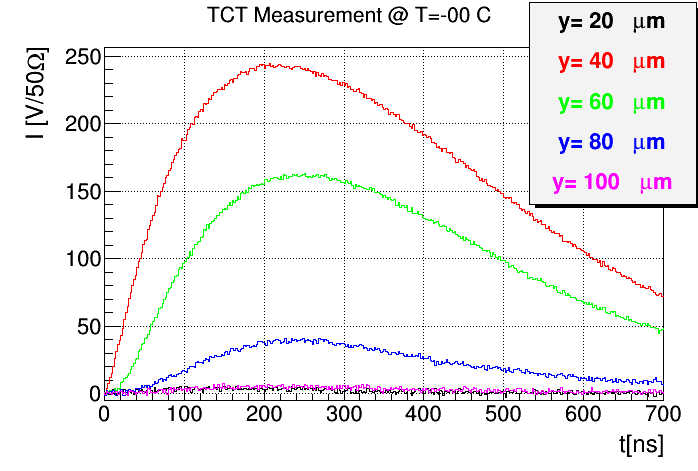 TCT Measurement @ T=-00 C
y= 20 μm
y= 40 μm
y= 60 μm
y= 80 μm
y= 100 μm
I [V/50Ω]
250
200
150
100
50
0
0 100 200 300 400 500 600 700
t[ns]